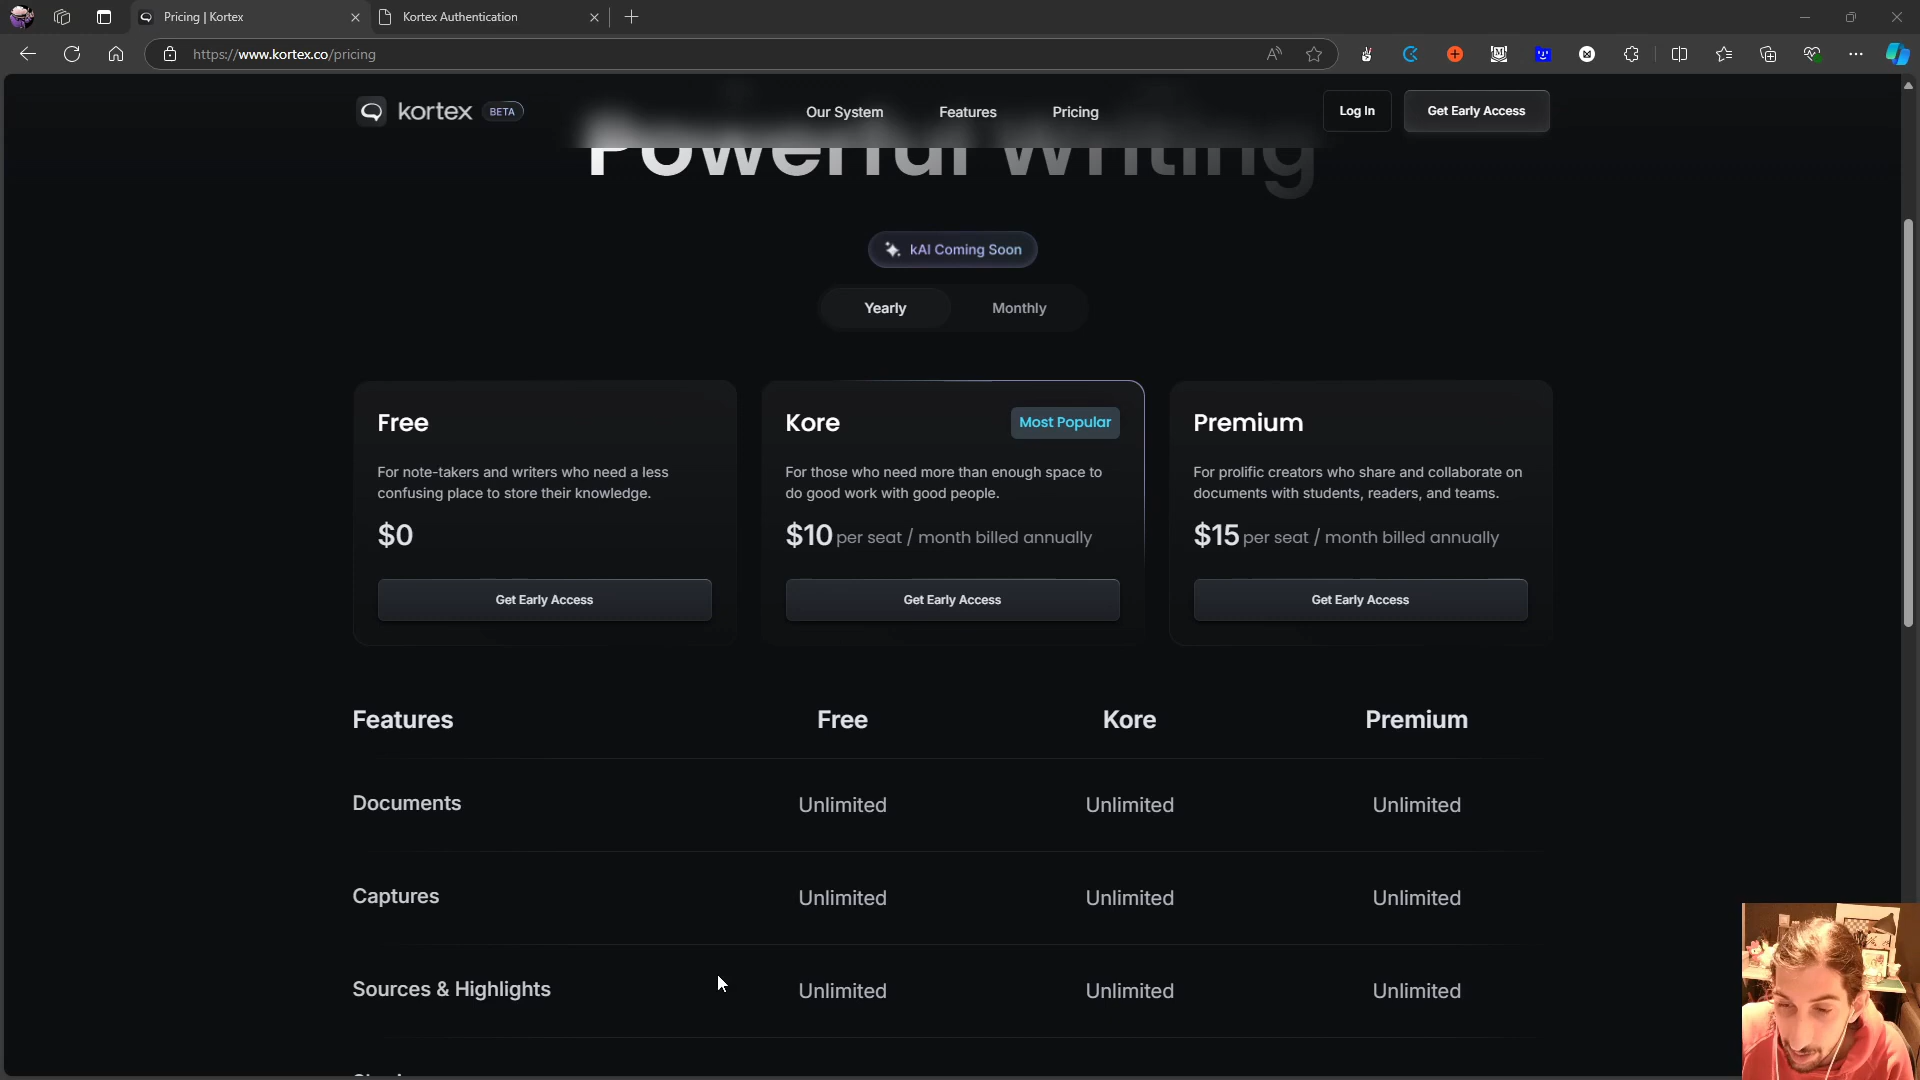 Pricing | Kortex
Kortex Authentication
https://www.kortex.co/pricing
kortex BETA
Our System
Features
Pricing
Log In
Get Early Access
Powerful Writing
kAI Coming Soon
Yearly
Monthly
Free
For note-takers and writers who need a less
confusing place to store their knowledge.
$0
Get Early Access
Kore
Most Popular
For those who need more than enough space to
do good work with good people.
$10 per seat / month billed annually
Get Early Access
Premium
For prolific creators who share and collaborate on
documents with students, readers, and teams.
$15 per seat / month billed annually
Get Early Access
Features Free Kore Premium
Documents Unlimited Unlimited Unlimited
Captures Unlimited Unlimited Unlimited
Sources & Highlights Unlimited Unlimited Unlimited